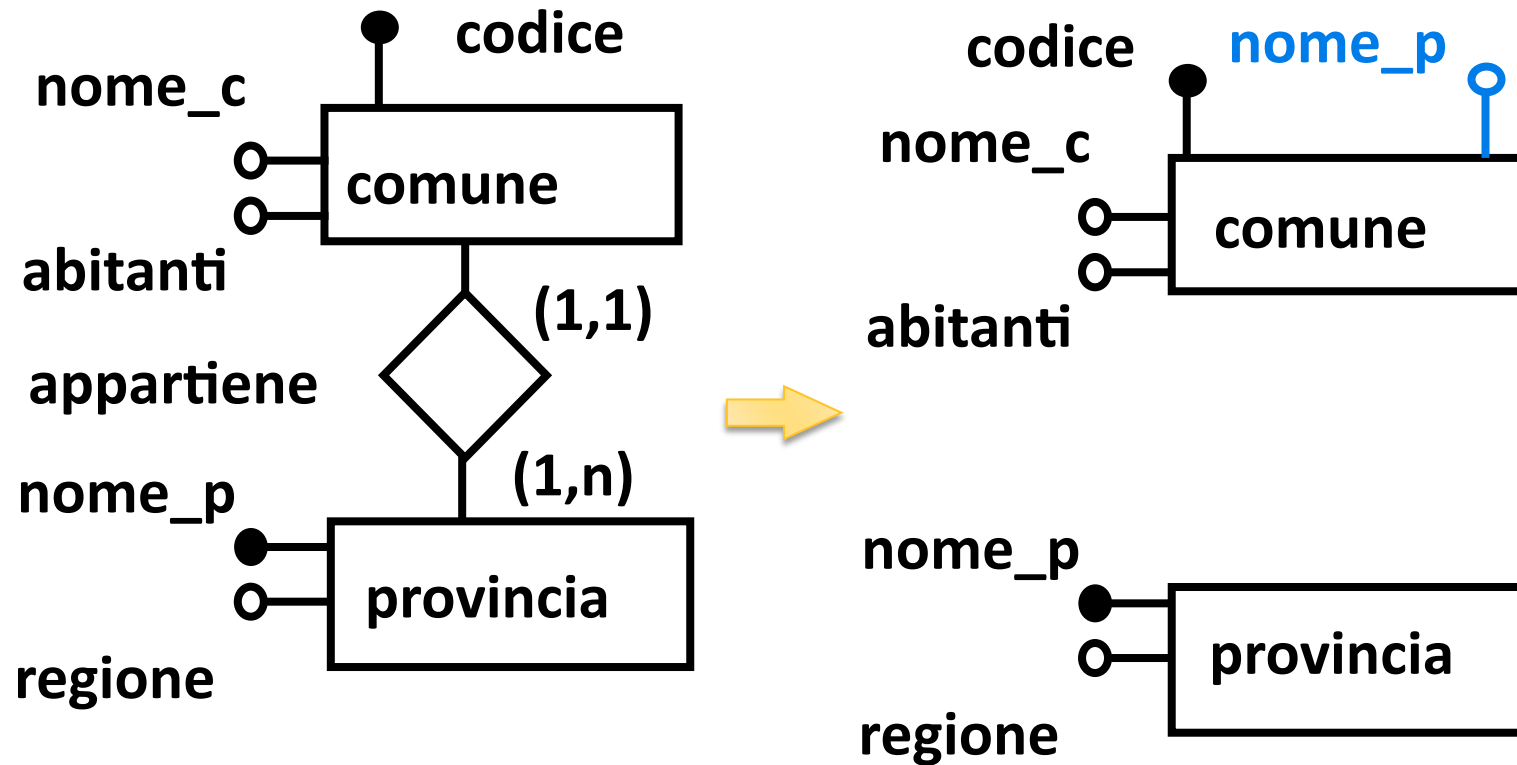 codice
nome_c
comune
abitanti
(1,1)
appartiene
(1,n)
nome_p
provincia
regione
codice
nome_p
nome_c
comune
abitanti
nome_p
provincia
regione